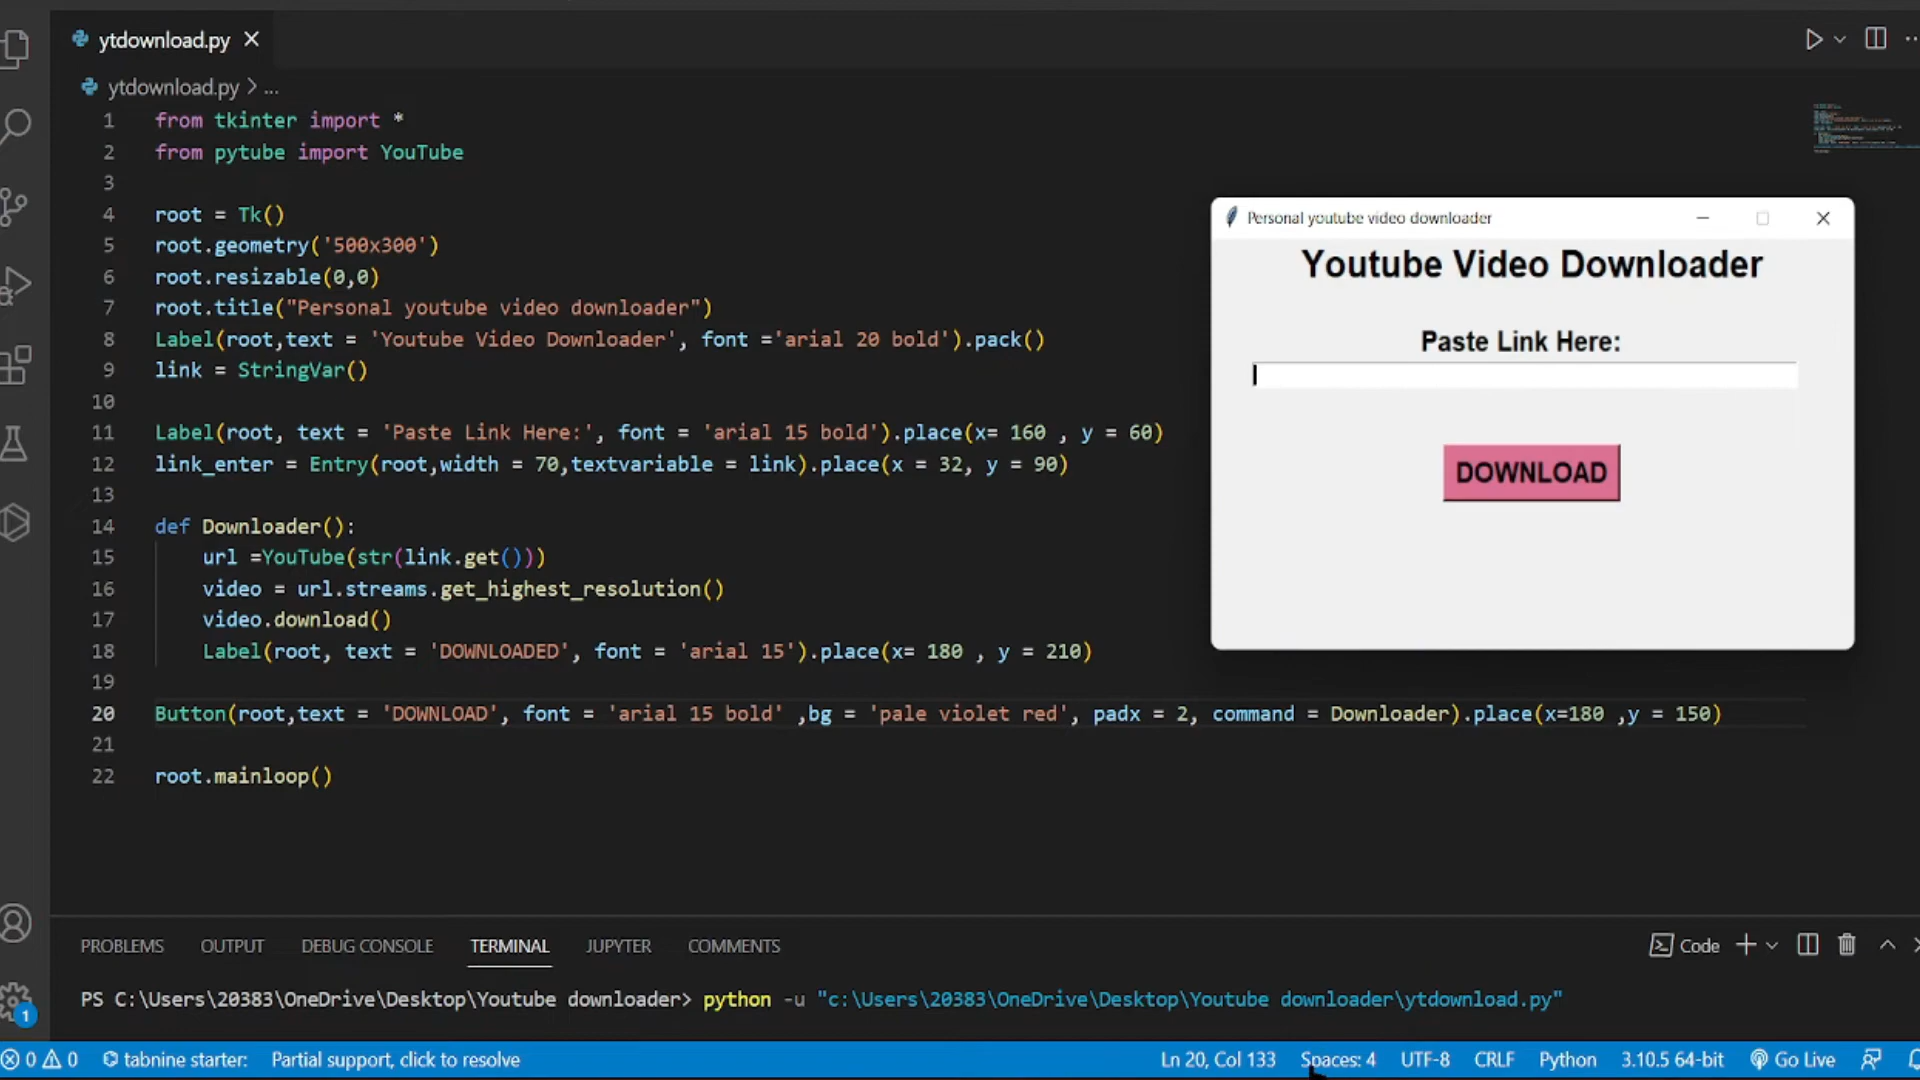 ytdownload.py
ytdownload.py > ...
1 from tkinter import *
2 from pytube import YouTube
3
4 root = Tk()
5 root.geometry('500x300')
6 root.resizable(0,0)
7 root.title("Personal youtube video downloader")
8 Label(root,text = 'Youtube Video Downloader', font ='arial 20 bold').pack()
9 link = StringVar()
10
11 Label(root, text = 'Paste Link Here:', font = 'arial 15 bold').place(x= 160 , y = 60)
12 link_enter = Entry(root,width = 70,textvariable = link).place(x = 32, y = 90)
13
14 def Downloader():
15     url =YouTube(str(link.get()))
16     video = url.streams.get_highest_resolution()
17     video.download()
18     Label(root, text = 'DOWNLOADED', font = 'arial 15').place(x= 180 , y = 210)
19
20 Button(root,text = 'DOWNLOAD', font = 'arial 15 bold' ,bg = 'pale violet red', padx = 2, command = Downloader).place(x=180 ,y = 150)
21
22 root.mainloop()
Personal youtube video downloader
Youtube Video Downloader
Paste Link Here:
DOWNLOAD
PROBLEMS OUTPUT DEBUG CONSOLE TERMINAL JUPYTER COMMENTS Code
PS C:\Users\20383\OneDrive\Desktop\Youtube downloader> python -u "c:\Users\20383\OneDrive\Desktop\Youtube downloader\ytdownload.py"
1
0 0 tabnine starter: Partial support, click to resolve Ln 20, Col 133 Spaces: 4 UTF-8 CRLF Python 3.10.5 64-bit Go Live